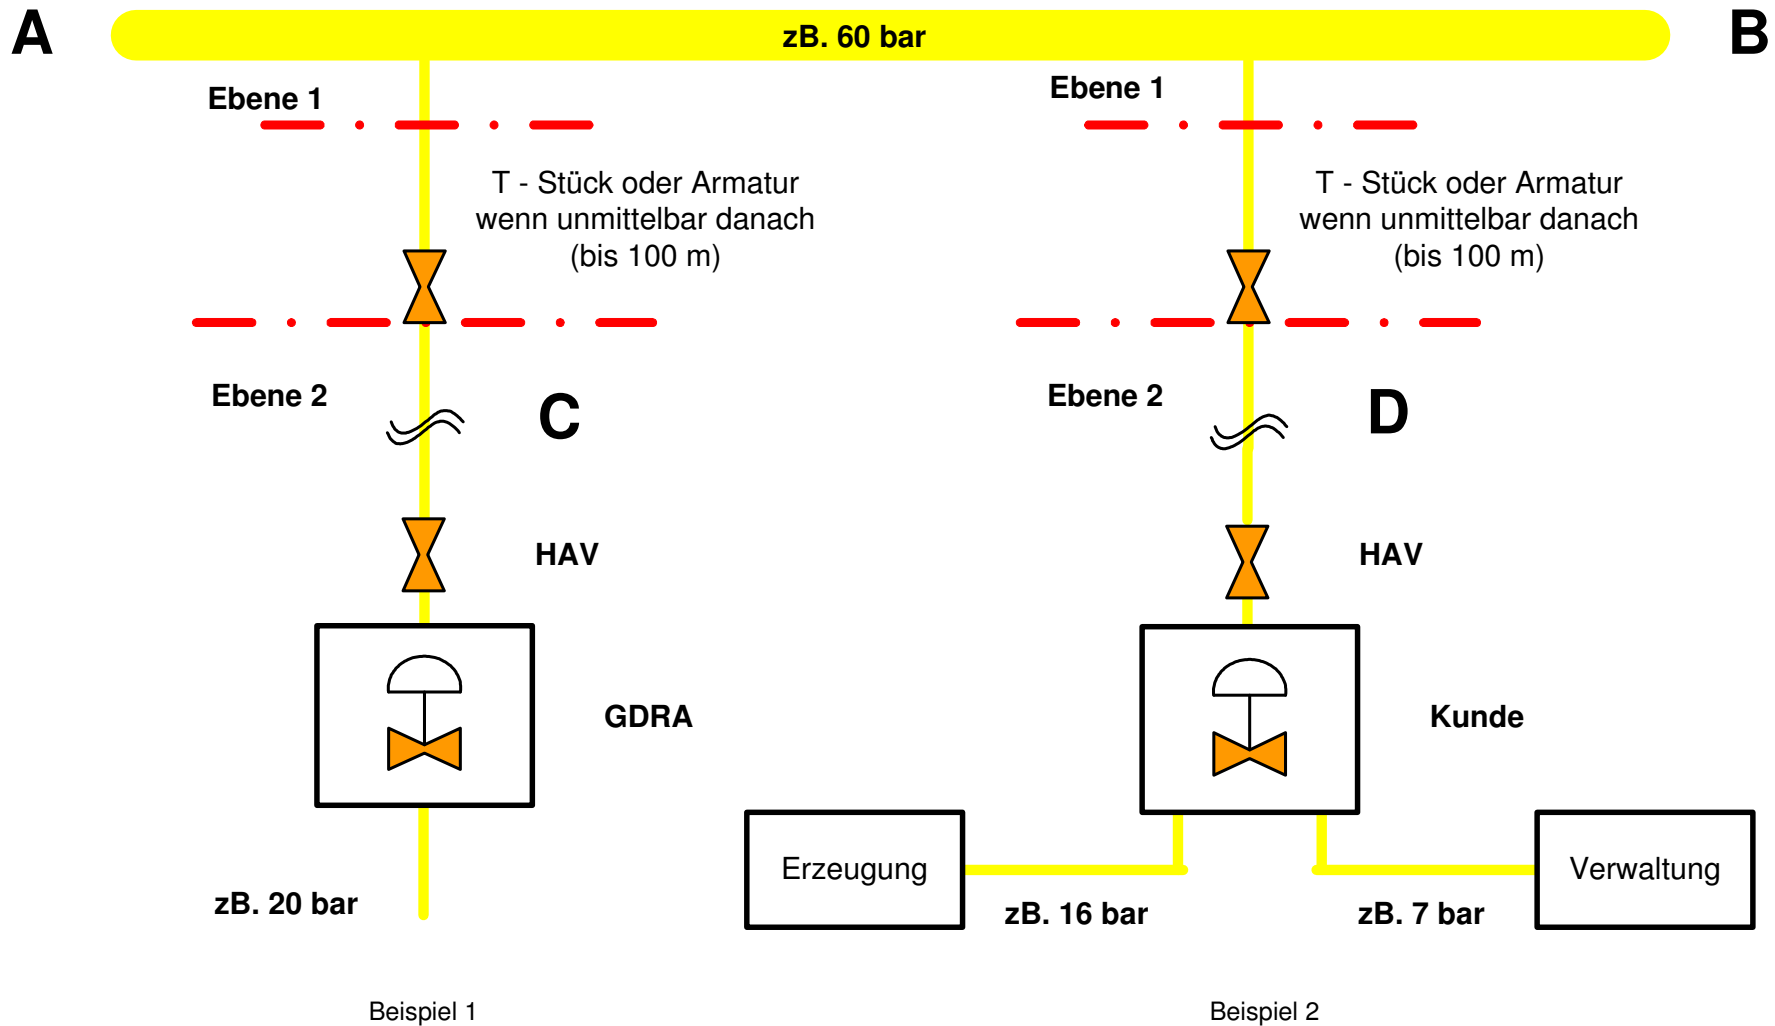 A
zB. 60 bar
B
Ebene 1
Ebene 1
T - Stück oder Armatur
wenn unmittelbar danach
(bis 100 m)
T - Stück oder Armatur
wenn unmittelbar danach
(bis 100 m)
Ebene 2
C
Ebene 2
D
HAV
HAV
GDRA
Kunde
Erzeugung
Verwaltung
zB. 20 bar
zB. 16 bar
zB. 7 bar
Beispiel 1
Beispiel 2